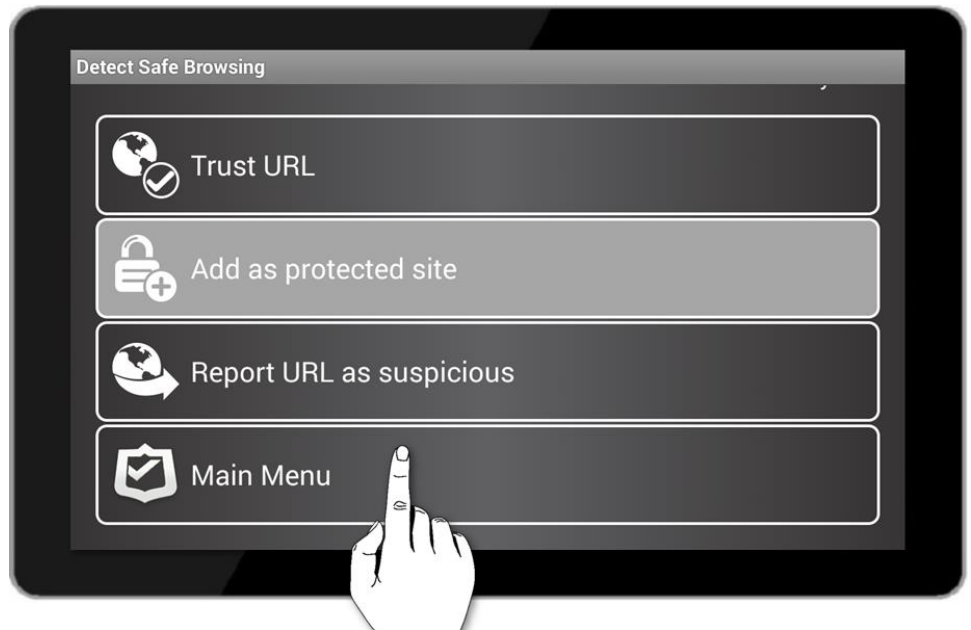 Detect Safe Browsing
Trust URL
Add as protected site
Report URL as suspicious
Main Menu